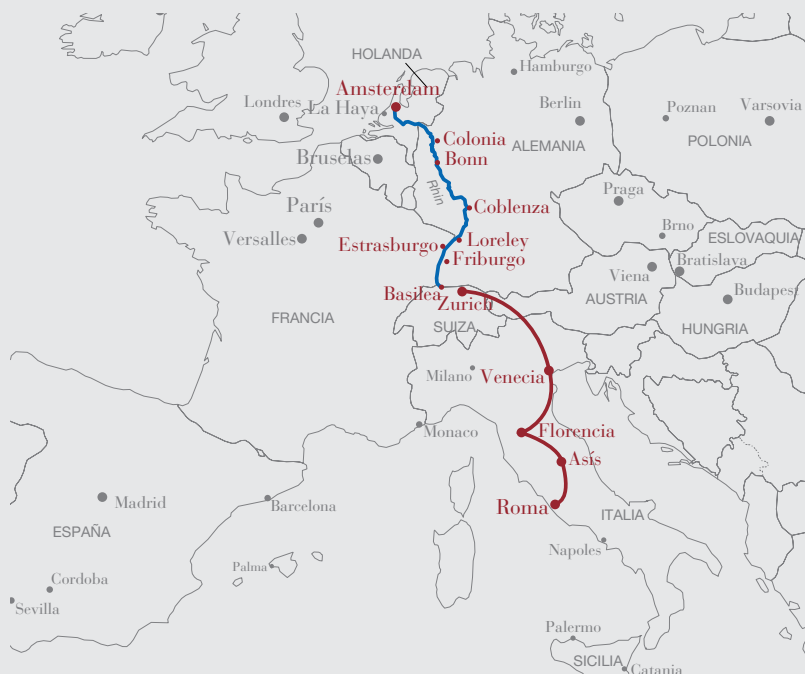 HOLANDA
Hamburgo
Amsterdam
Londres
La Haya
Berlin
Poznan
Varsovia
Colonia
ALEMANIA
POLONIA
Bruselas
Bonn
Rhín
Praga
París
Coblenza
Versalles
Brno
ESLOVAQUIA
Estrasburgo
Loreley
Friburgo
Viena
Bratislava
Basilea
Zurich
AUSTRIA
Budapest
FRANCIA
SUIZA
HUNGRIA
Milano
Venecia
Monaco
Florencia
Asís
Madrid
Barcelona
Roma
ITALIA
ESPAÑA
Napoles
Palma
Cordoba
Sevilla
Palermo
SICILIA
Catania